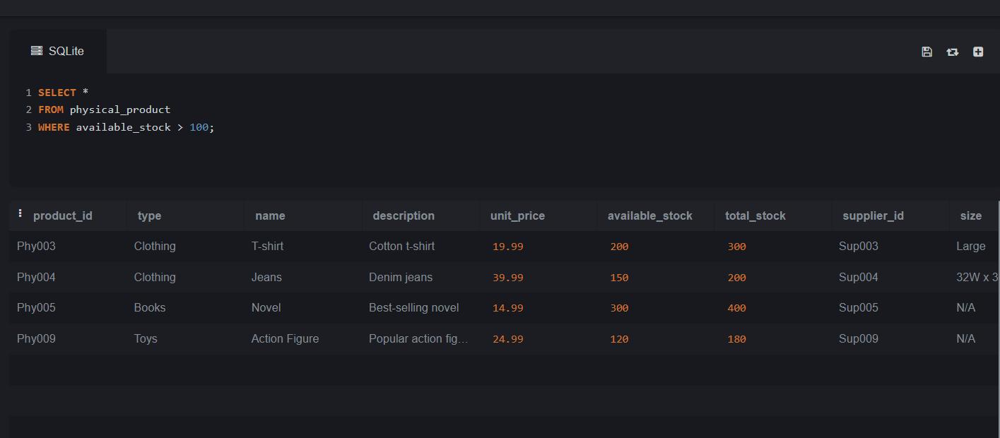 SQLite
1 SELECT *
2 FROM physical_product
3 WHERE available_stock > 100;
product_id type name description unit_price available_stock total_stock supplier_id size
Phy003 Clothing T-shirt Cotton t-shirt 19.99 200 300 Sup003 Large
Phy004 Clothing Jeans Denim jeans 39.99 150 200 Sup004 32W x 3
Phy005 Books Novel Best-selling novel 14.99 300 400 Sup005 N/A
Phy009 Toys Action Figure Popular action fig... 24.99 120 180 Sup009 N/A